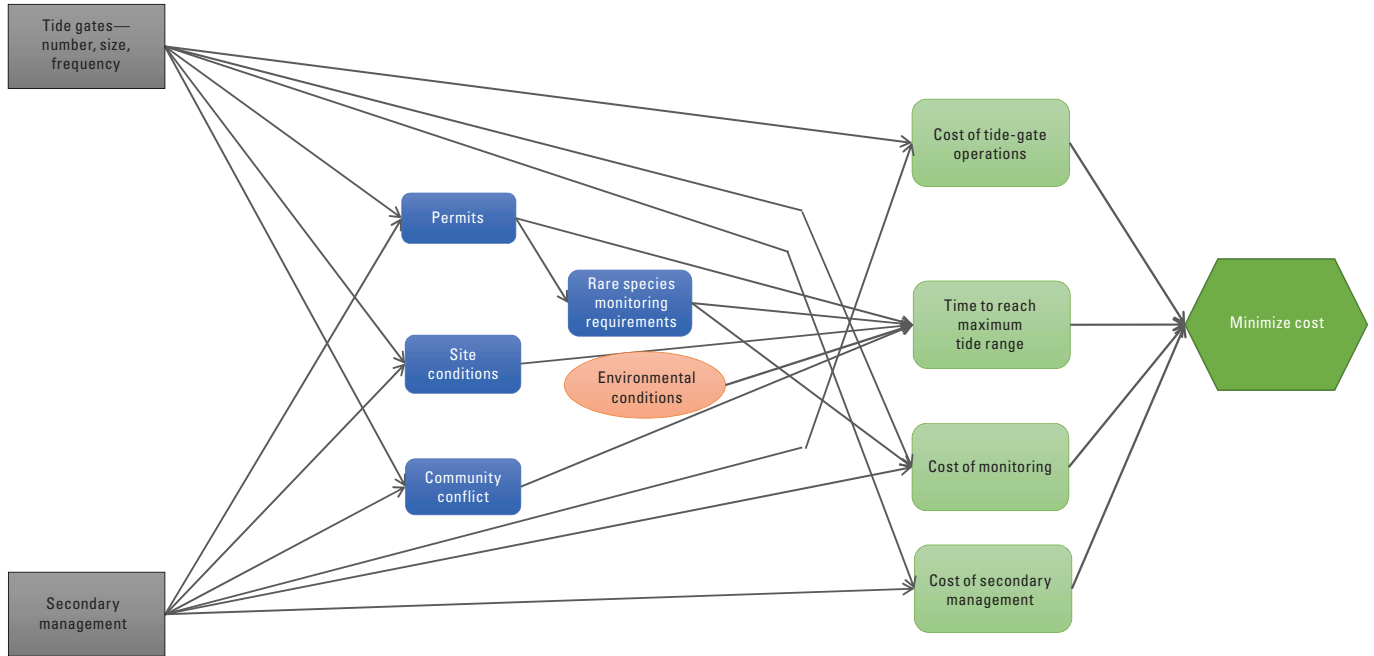 Tide gates—
number, size,
frequency
Cost of tide-gate
operations
Permits
Rare species
monitoring
requirements
Time to reach
maximum
tide range
Minimize cost
Site
conditions
Environmental
conditions
Community
conflict
Cost of monitoring
Secondary
management
Cost of secondary
management